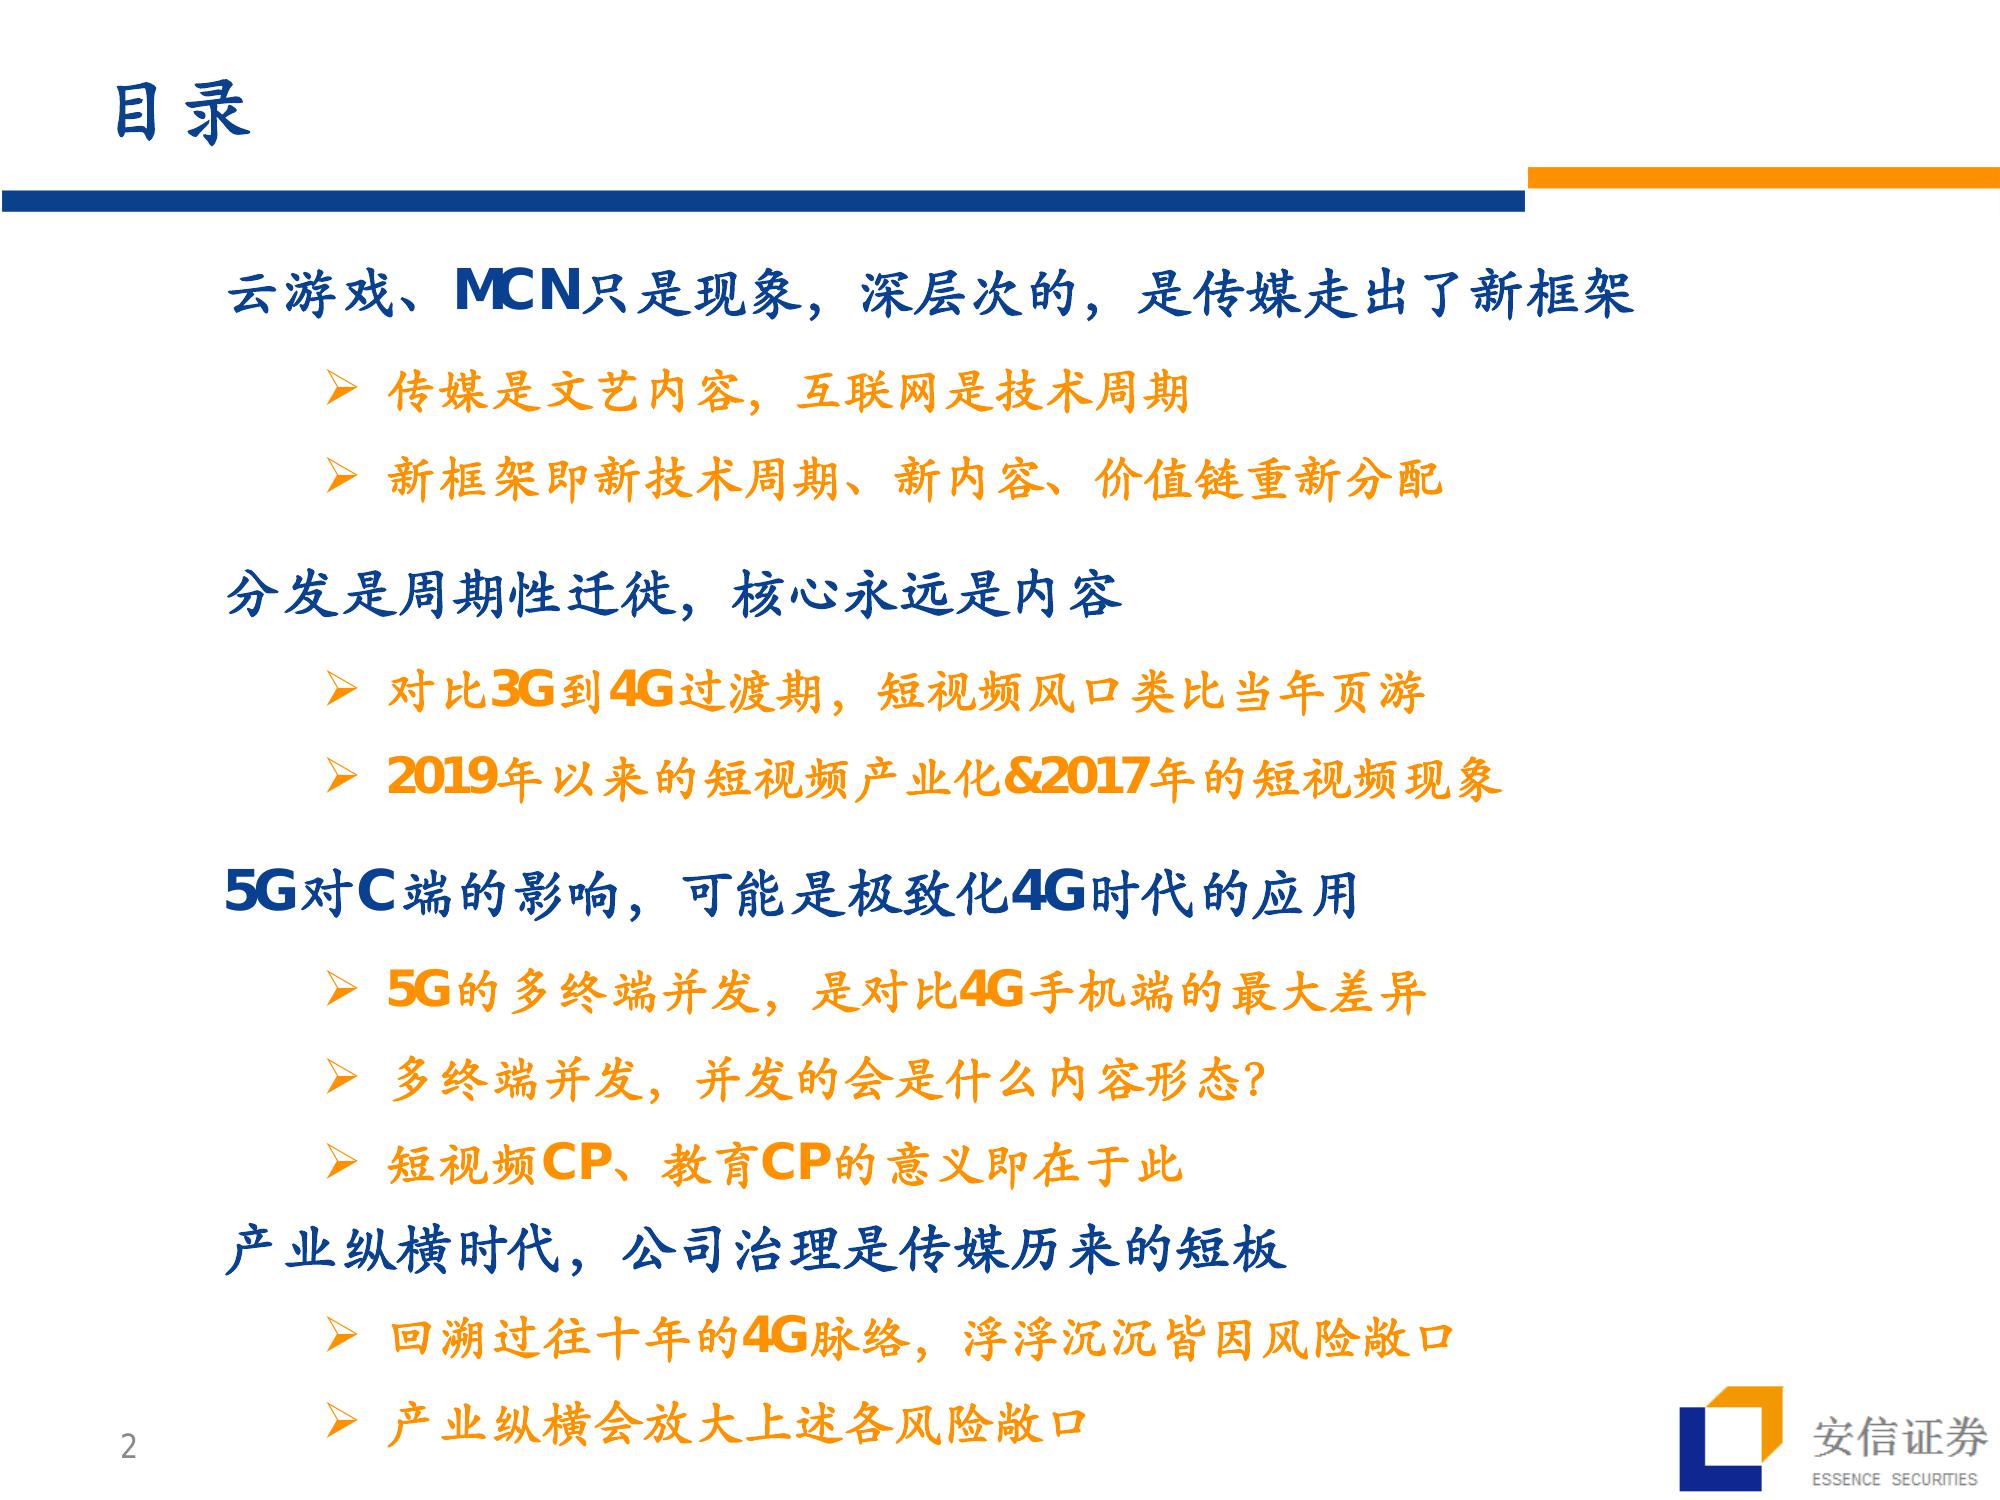 目录
云游戏、MCN只是现象，深层次的，是传媒走出了新框架
传媒是文艺内容，互联网是技术周期
新框架即新技术周期、新内容、价值链重新分配
分发是周期性迁徙，核心永远是内容
对比3G到4G过渡期，短视频风口类比当年页游
2019年以来的短视频产业化&2017年的短视频现象
5G对C端的影响，可能是极致化4G时代的应用
5G的多终端并发，是对比4G手机端的最大差异
多终端并发，并发的会是什么内容形态？
短视频CP、教育CP的意义即在于此
产业纵横时代，公司治理是传媒历来的短板
回溯过往十年的4G脉络，浮浮沉沉皆因风险敞口
产业纵横会放大上述各风险敞口
2
安信证券
ESSENCE SECURITIES